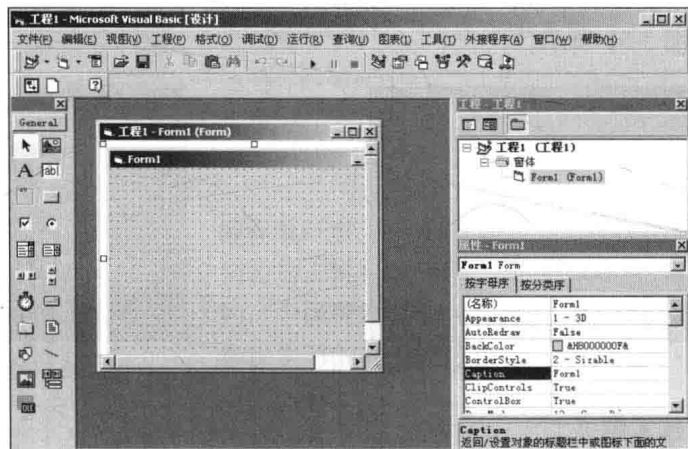 工程1 - Microsoft Visual Basic [设计]
文件(F) 编辑(E) 视图(V) 工程(P) 格式(O) 调试(D) 运行(R) 查询(U) 图表(I) 工具(T) 外接程序(A) 窗口(W) 帮助(H)
General
A
ab|
工程1 - Form1 (Form)
Form1
工程 - 工程1
工程1 (工程1)
窗体
Form1 (Form1)
属性 - Form1
Form1 Form
按字母序 按分类序
(名称) Form1
Appearance 1 - 3D
AutoRedraw False
BackColor &H8000000F&
BorderStyle 2 - Sizable
Caption Form1
ClipControls True
ControlBox True
Caption
返回/设置对象的标题栏中或图标下面的文